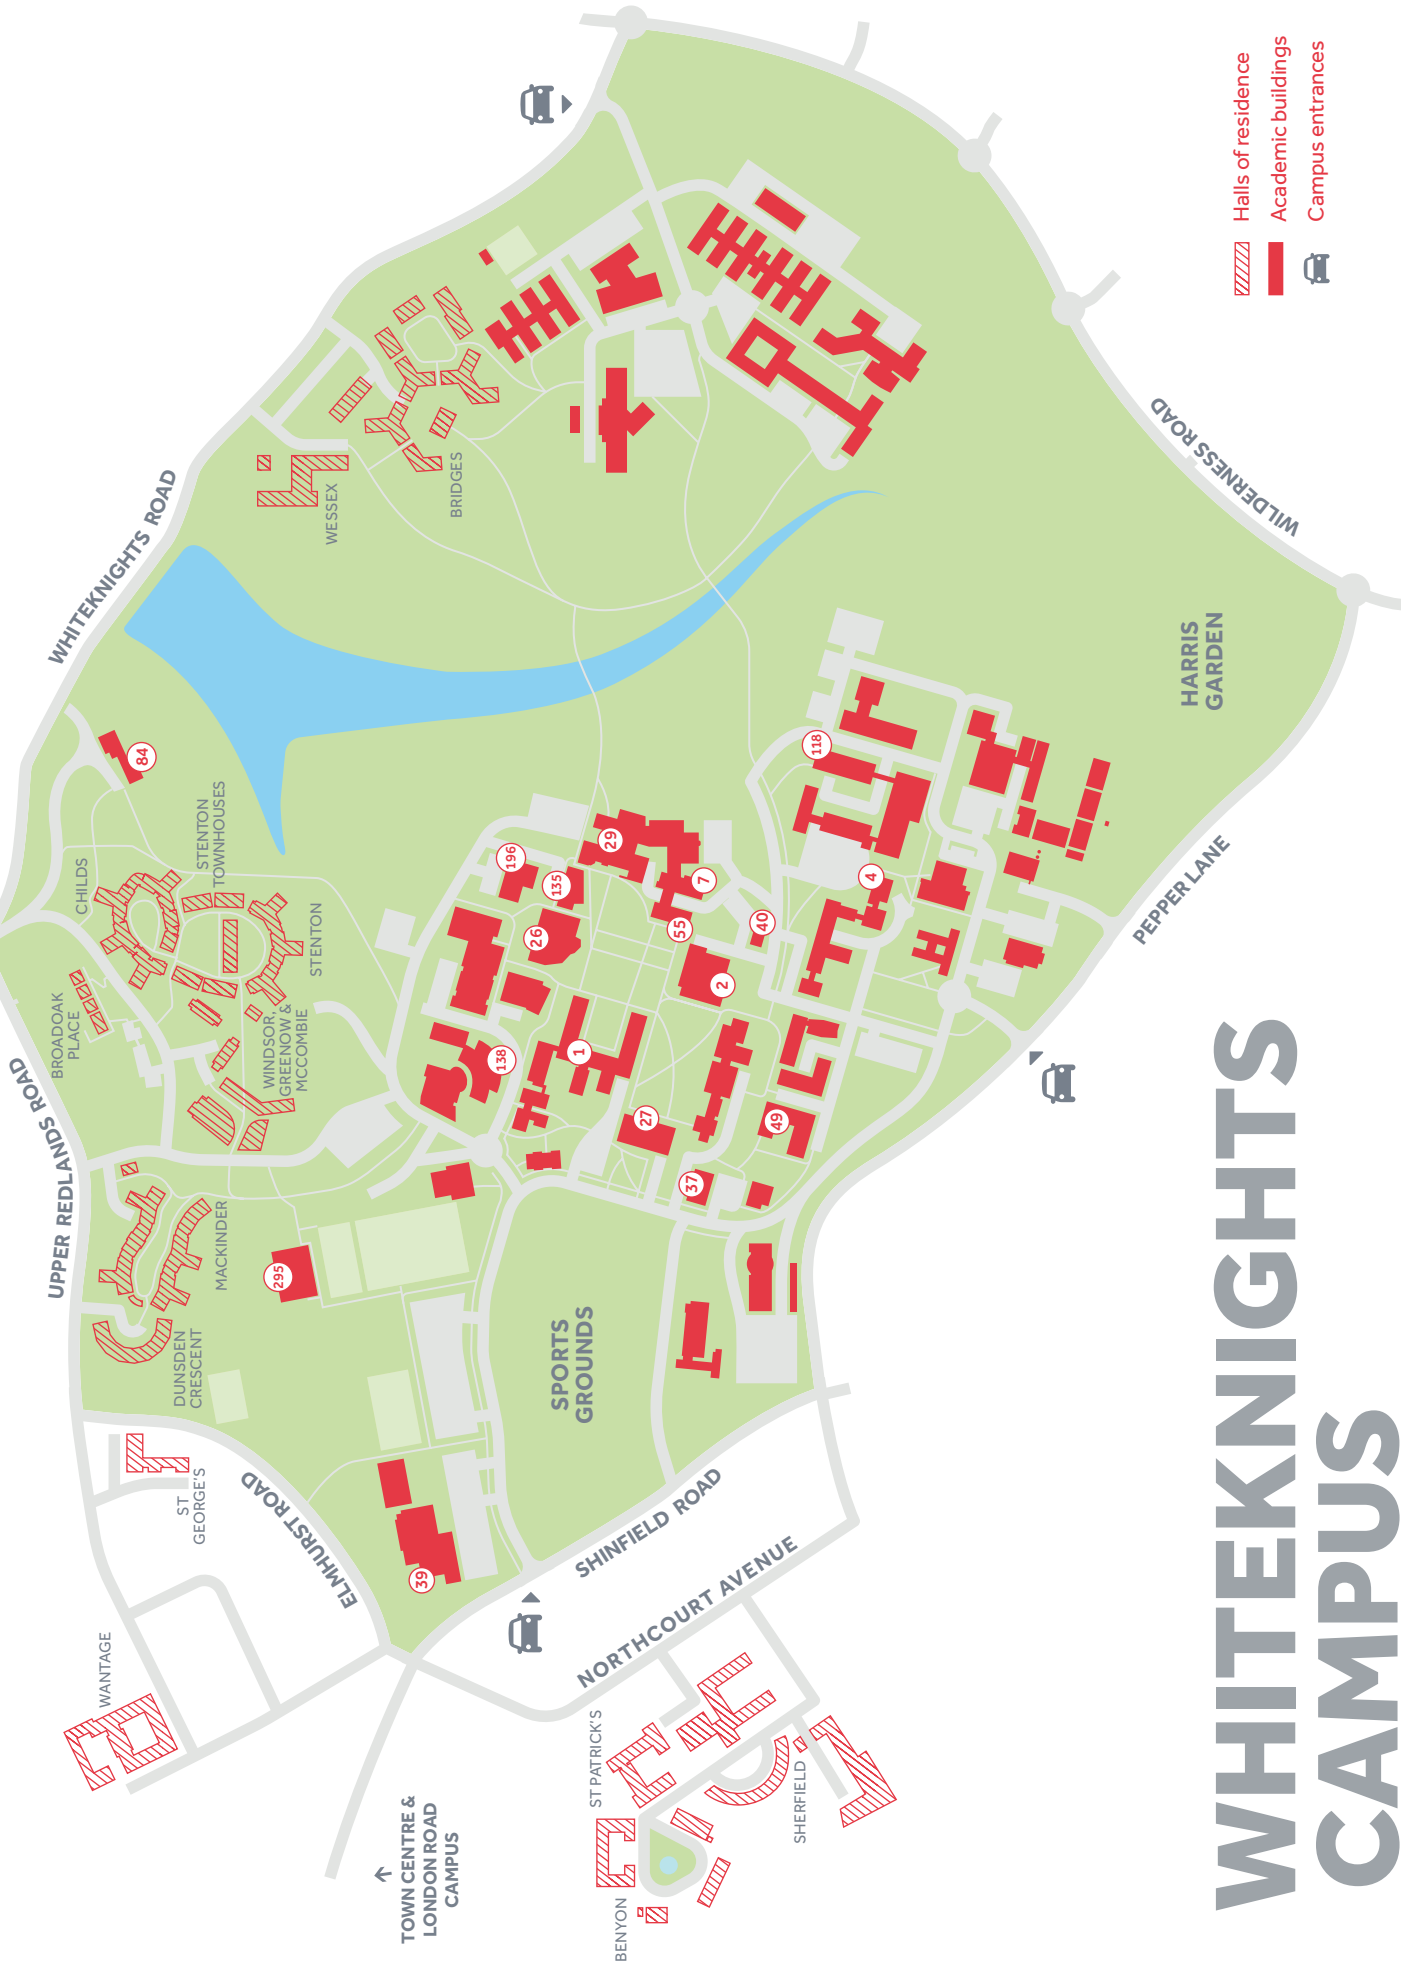 WHITEKNIGHTS
CAMPUS
Halls of residence
Academic buildings
Campus entrances
WANTAGE
ST
GEORGE'S
DUNSDEN
CRESCENT
MACKINDER
UPPER REDLANDS ROAD
BROADOAK
PLACE
WINDSOR,
GREENOW &
MCCOMBIE
CHILDS
STENTON
TOWNHOUSES
STENTON
WHITEKNIGHTS ROAD
WESSEX
BRIDGES
ELMHURST ROAD
TOWN CENTRE &
LONDON ROAD
CAMPUS
SHINFIELD ROAD
NORTHCOURT AVENUE
ST PATRICK'S
BENYON
SHERFIELD
SPORTS
GROUNDS
PEPPER LANE
HARRIS
GARDEN
WILDERNESS ROAD
84
295
39
138
196
135
26
29
1
7
55
2
40
27
37
49
4
118